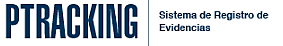 PTRACKING
Sistema de Registro de
Evidencias